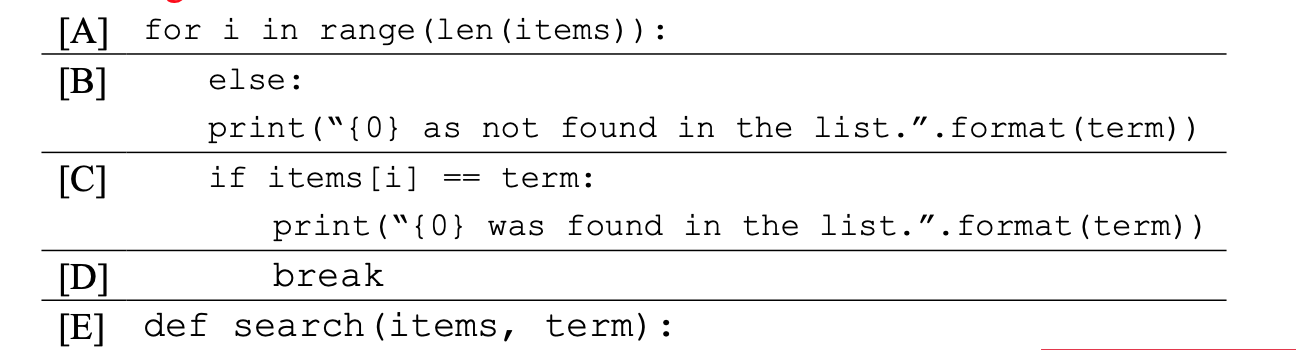 [A] for i in range(len(items)):
[B] else:
print(“{0} as not found in the list.”.format(term))
[C] if items[i] == term:
print(“{0} was found in the list.”.format(term))
[D] break
[E] def search(items, term):